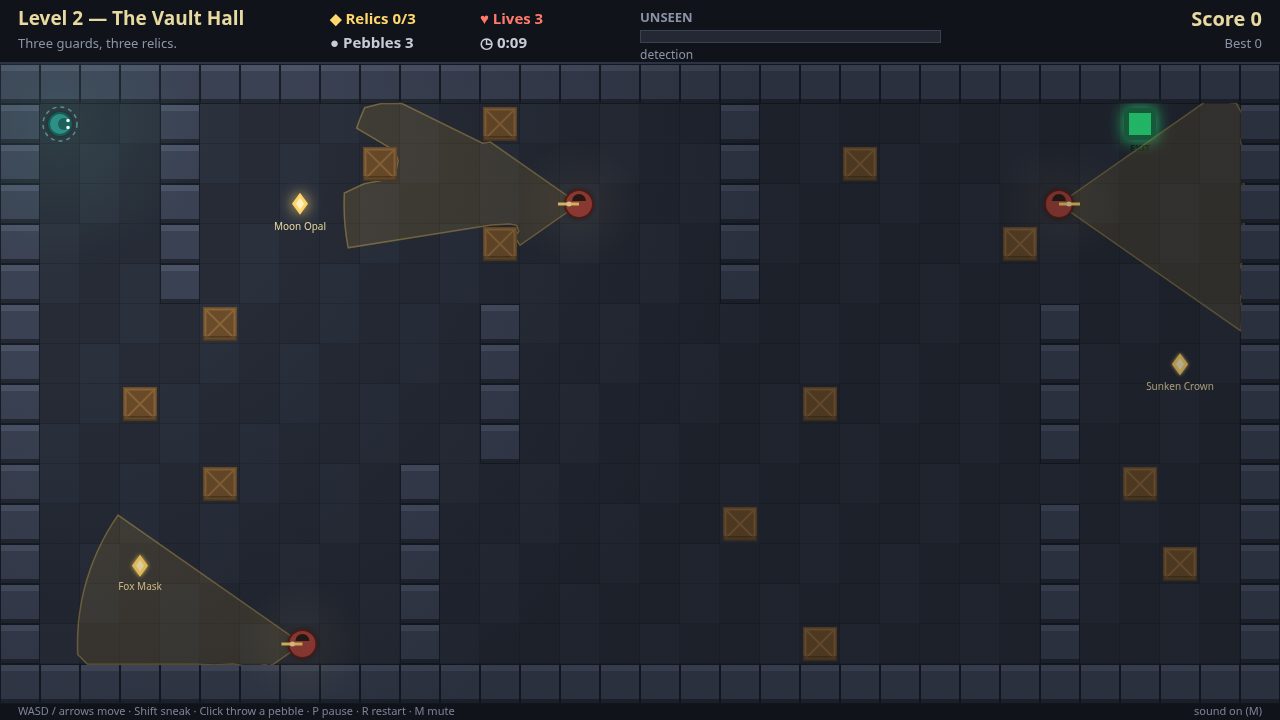 Level 2 — The Vault Hall
Three guards, three relics.
◆ Relics 0/3
● Pebbles 3
♥ Lives 3
◷ 0:09
UNSEEN
detection
Score 0
Best 0
Moon Opal
Sunken Crown
Fox Mask
WASD / arrows move · Shift sneak · Click throw a pebble · P pause · R restart · M mute
sound on (M)